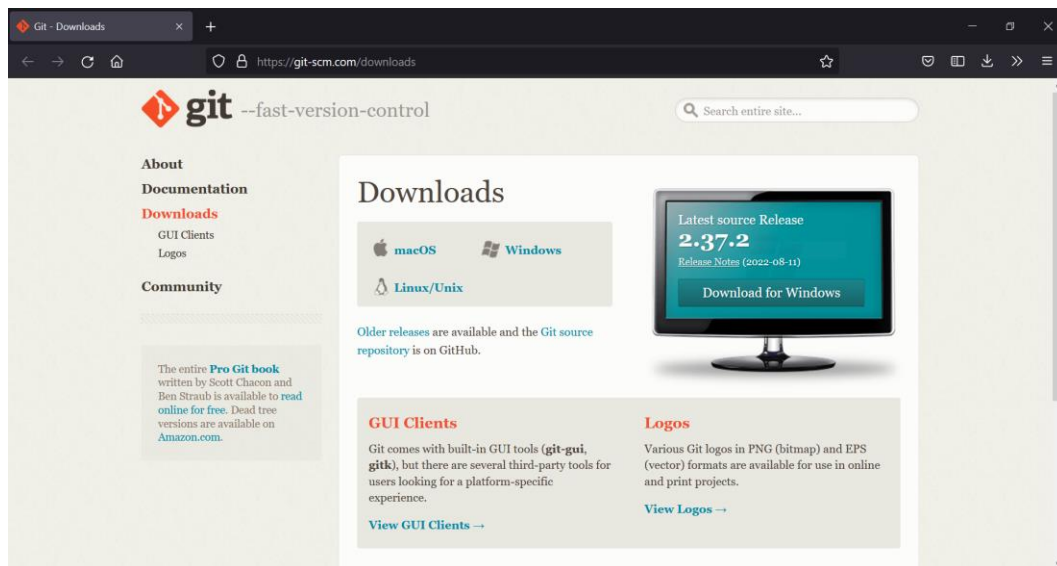 Git - Downloads
https://git-scm.com/downloads
git --fast-version-control
Search entire site...
About
Documentation
Downloads
GUI Clients
Logos
Community
The entire Pro Git book
written by Scott Chacon and
Ben Straub is available to read
online for free. Dead tree
versions are available on
Amazon.com.
Downloads
macOS
Windows
Linux/Unix
Older releases are available and the Git source
repository is on GitHub.
Latest source Release
2.37.2
Release Notes (2022-08-11)
Download for Windows
GUI Clients
Git comes with built-in GUI tools (git-gui,
gitk), but there are several third-party tools for
users looking for a platform-specific
experience.
View GUI Clients →
Logos
Various Git logos in PNG (bitmap) and EPS
(vector) formats are available for use in online
and print projects.
View Logos →